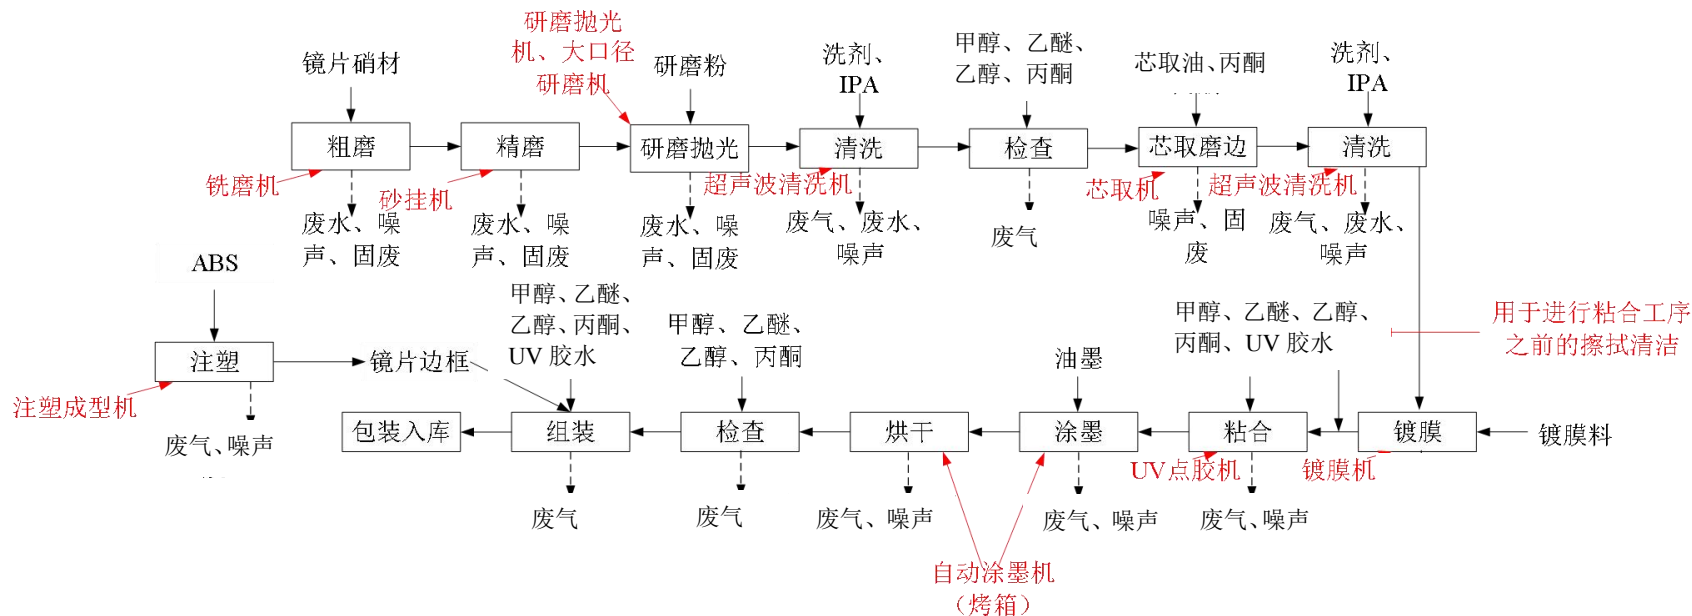 镜片硝材
研磨抛光
机、大口径
研磨机
研磨粉
洗剂、
IPA
甲醇、乙醚、
乙醇、丙酮
芯取油、丙酮
洗剂、
IPA
粗磨
精磨
研磨抛光
清洗
检查
芯取磨边
清洗
铣磨机
砂挂机
超声波清洗机
芯取机
超声波清洗机
废水、噪
声、固废
废水、噪
声、固废
废水、噪
声、固废
废气、废水、
噪声
废气
噪声、固
废
废气、废水、
噪声
ABS
甲醇、乙醚、
乙醇、丙酮、
UV 胶水
甲醇、乙醚、
乙醇、丙酮
油墨
甲醇、乙醚、乙醇、
丙酮、UV 胶水
用于进行粘合工序
之前的擦拭清洁
注塑
镜片边框
注塑成型机
包装入库
组装
检查
烘干
涂墨
粘合
镀膜
镀膜料
UV点胶机
镀膜机
废气、噪声
废气
废气
废气、噪声
废气、噪声
废气、噪声
自动涂墨机
（烤箱）